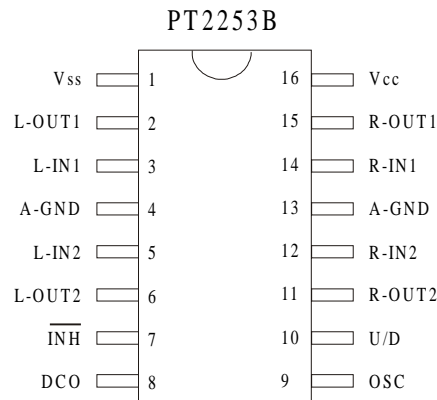 PT2253B
Vss 1 16 Vcc
L-OUT1 2 15 R-OUT1
L-IN1 3 14 R-IN1
A-GND 4 13 A-GND
L-IN2 5 12 R-IN2
L-OUT2 6 11 R-OUT2
INH 7 10 U/D
DCO 8 9 OSC